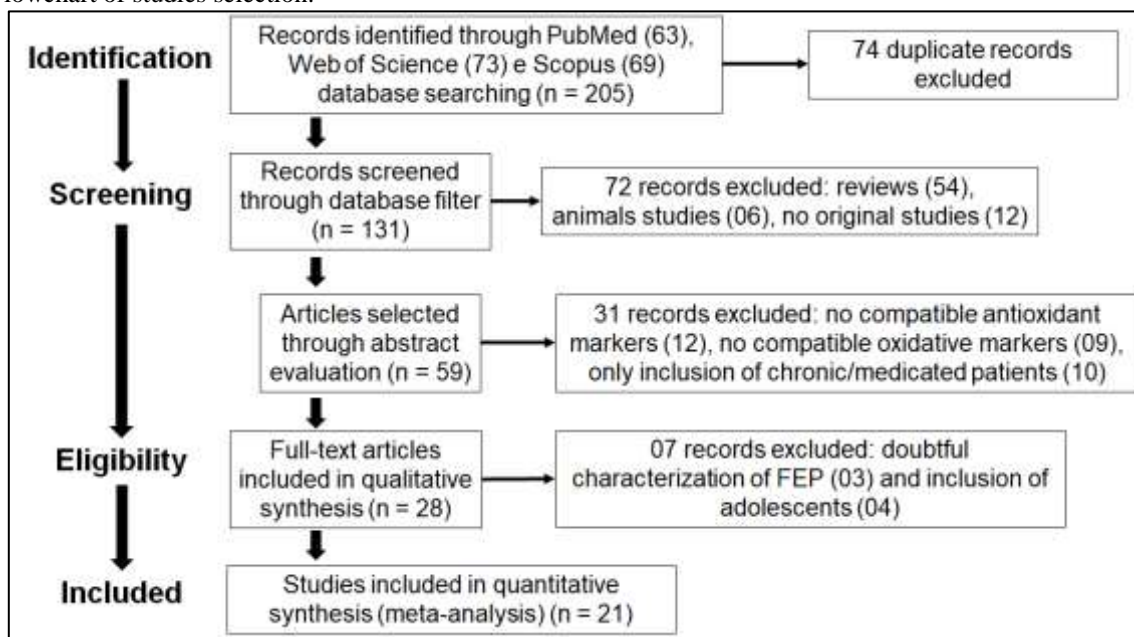 lowchart of studies selection.
Identification
Records identified through PubMed (63),
Web of Science (73) e Scopus (69)
database searching (n = 205)
74 duplicate records
excluded
Screening
Records screened
through database filter
(n = 131)
72 records excluded: reviews (54),
animals studies (06), no original studies (12)
Articles selected
through abstract
evaluation (n = 59)
31 records excluded: no compatible antioxidant
markers (12), no compatible oxidative markers (09),
only inclusion of chronic/medicated patients (10)
Eligibility
Full-text articles
included in qualitative
synthesis (n = 28)
07 records excluded: doubtful
characterization of FEP (03) and inclusion of
adolescents (04)
Included
Studies included in quantitative
synthesis (meta-analysis) (n = 21)